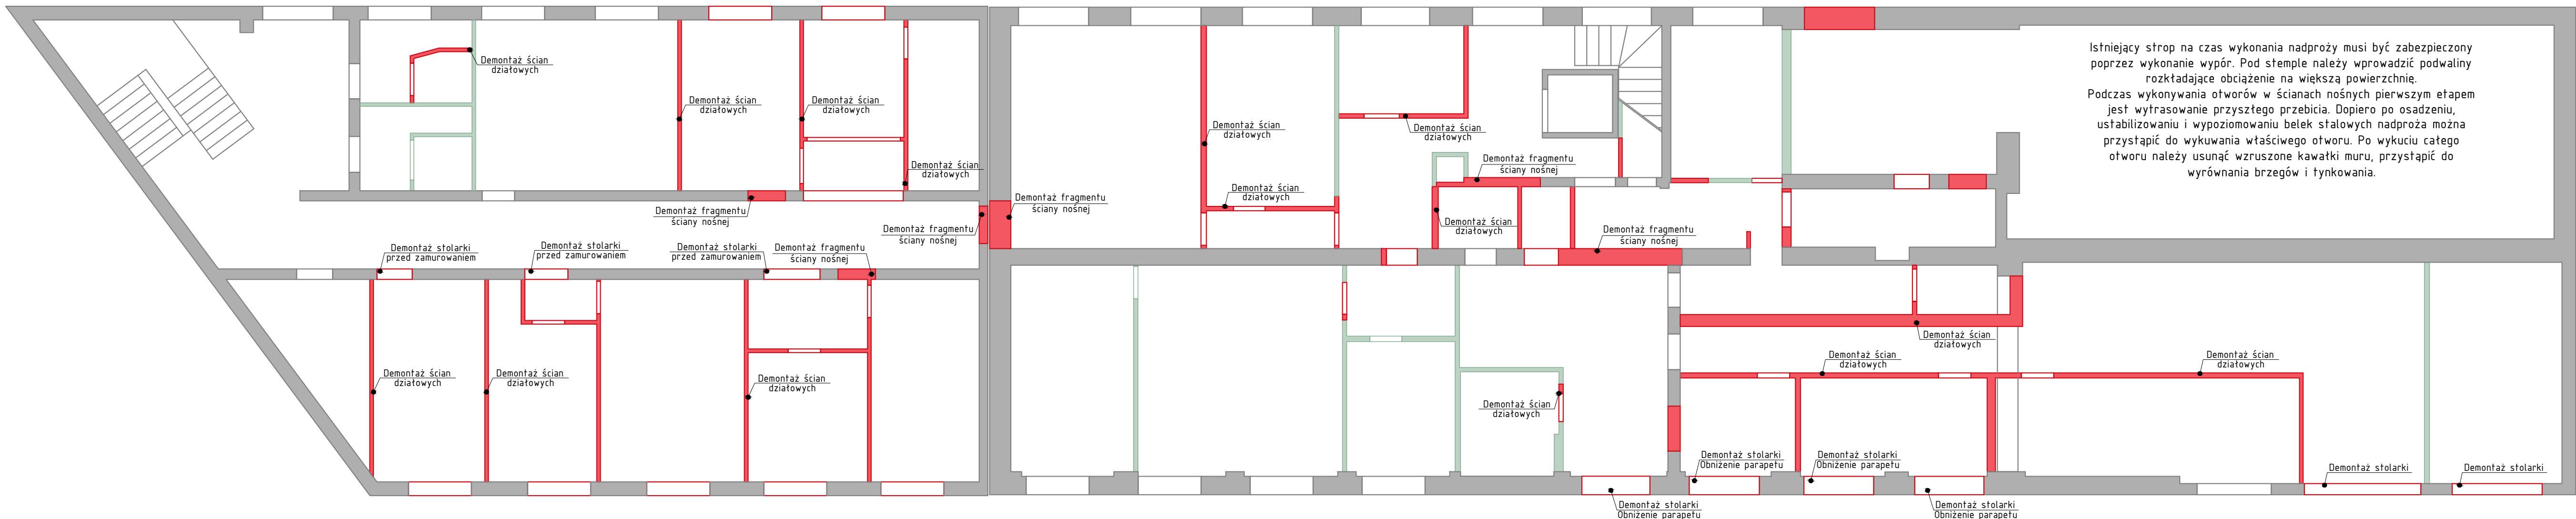 Istniejący strop na czas wykonania nadproży musi być zabezpieczony
poprzez wykonanie wypór. Pod stemple należy wprowadzić podwaliny
rozkładające obciążenie na większą powierzchnię.
Podczas wykonywania otworów w ścianach nośnych pierwszym etapem
jest wytrasowanie przyszłego przebicia. Dopiero po osadzeniu,
ustabilizowaniu i wypoziomowaniu belek stalowych nadproża można
przystąpić do wykuwania właściwego otworu. Po wykuciu całego
otworu należy usunąć wzruszone kawałki muru, przystąpić do
wyrównania brzegów i tynkowania.
Demontaż ścian
działowych
Demontaż ścian
działowych
Demontaż ścian
działowych
Demontaż ścian
działowych
Demontaż ścian
działowych
Demontaż ścian
działowych
Demontaż fragmentu
ściany nośnej
Demontaż ścian
działowych
Demontaż fragmentu
ściany nośnej
Demontaż fragmentu
ściany nośnej
Demontaż fragmentu
ściany nośnej
Demontaż ścian
działowych
Demontaż fragmentu
ściany nośnej
Demontaż stolarki
przed zamurowaniem
Demontaż stolarki
przed zamurowaniem
Demontaż stolarki
przed zamurowaniem
Demontaż fragmentu
ściany nośnej
Demontaż ścian
działowych
Demontaż ścian
działowych
Demontaż ścian
działowych
Demontaż ścian
działowych
Demontaż ścian
działowych
Demontaż ścian
działowych
Demontaż ścian
działowych
Demontaż stolarki
Obniżenie parapetu
Demontaż stolarki
Obniżenie parapetu
Demontaż stolarki
Demontaż stolarki
Demontaż stolarki
Obniżenie parapetu
Demontaż stolarki
Obniżenie parapetu